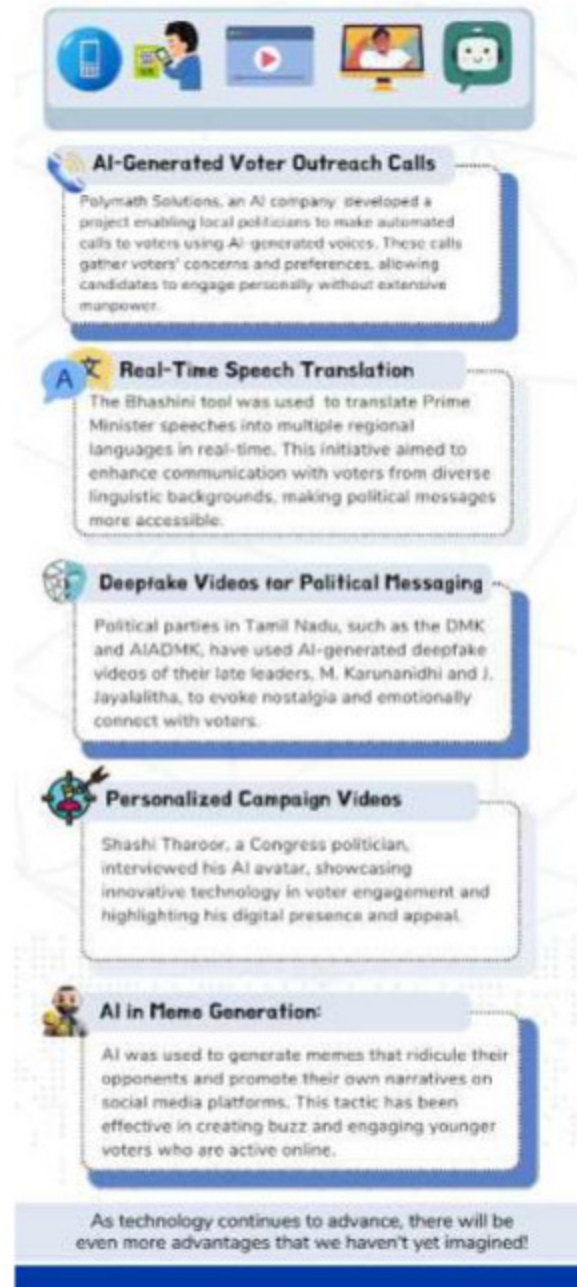 AI-Generated Voter Outreach Calls
Polymath Solutions, an AI company developed a
project enabling local politicians to make automated
calls to voters using AI-generated voices. These calls
gather voters' concerns and preferences, allowing
candidates to engage personally without extensive
manpower.
A 文
Real-Time Speech Translation
The Bhashini tool was used to translate Prime
Minister speeches into multiple regional
languages in real-time. This initiative aimed to
enhance communication with voters from diverse
linguistic backgrounds, making political messages
more accessible.
Deepfake Videos for Political Messaging
Political parties in Tamil Nadu, such as the DMK
and AIADMK, have used AI-generated deepfake
videos of their late leaders, M. Karunanidhi and J.
Jayalalitha, to evoke nostalgia and emotionally
connect with voters.
Personalized Campaign Videos
Shashi Tharoor, a Congress politician,
interviewed his AI avatar, showcasing
innovative technology in voter engagement and
highlighting his digital presence and appeal.
AI in Meme Generation:
AI was used to generate memes that ridicule their
opponents and promote their own narratives on
social media platforms. This tactic has been
effective in creating buzz and engaging younger
voters who are active online.
As technology continues to advance, there will be
even more advantages that we haven't yet imagined!